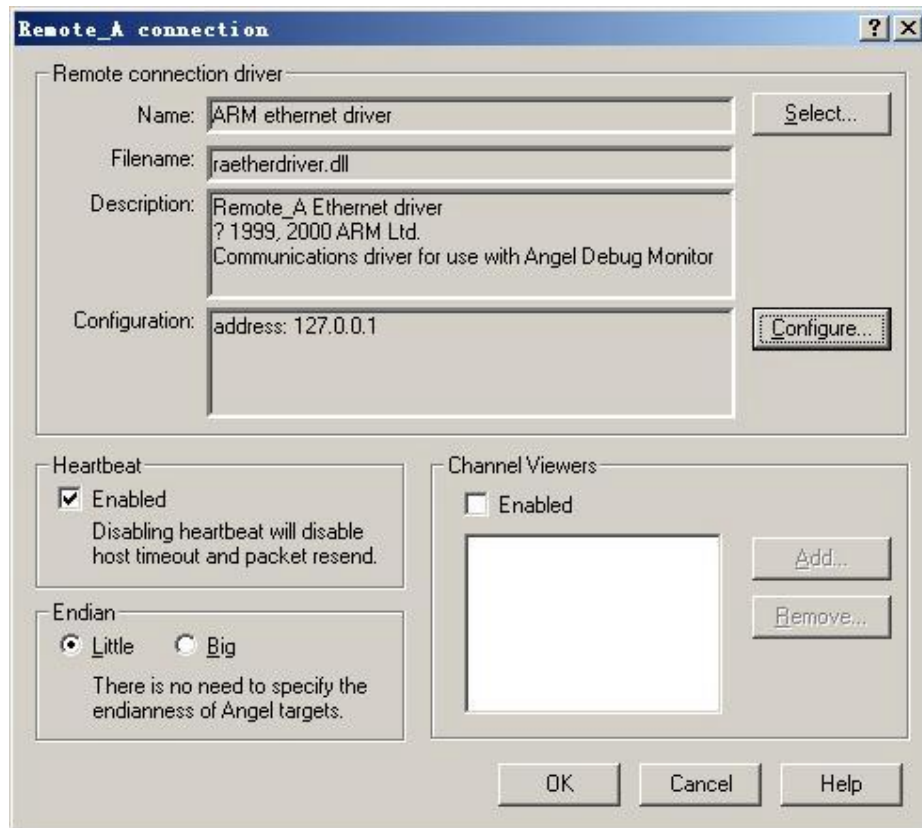 Remote_A connection
Remote connection driver
Name: ARM ethernet driver
Select...
Filename: raetherdriver.dll
Description: Remote_A Ethernet driver
? 1999, 2000 ARM Ltd.
Communications driver for use with Angel Debug Monitor
Configuration: address: 127.0.0.1
Configure...
Heartbeat
Enabled
Disabling heartbeat will disable
host timeout and packet resend.
Endian
Little Big
There is no need to specify the
endianness of Angel targets.
Channel Viewers
Enabled
Add...
Remove...
OK Cancel Help